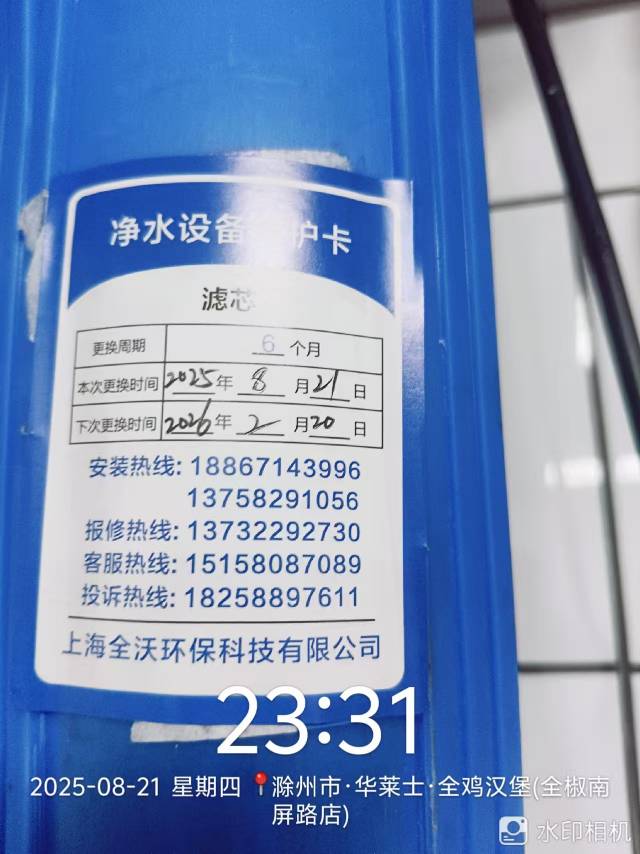 净水设备 护卡
滤芯
更换周期 6 个月
本次更换时间 2025 年 8 月 21 日
下次更换时间 2026 年 2 月 20 日
安装热线: 18867143996
13758291056
报修热线: 13732292730
客服热线: 15158087089
投诉热线: 18258897611
上海全沃环保科技有限公司
23:31
2025-08-21 星期四 滁州市·华莱士·全鸡汉堡(全椒南
屏路店)
水印相机